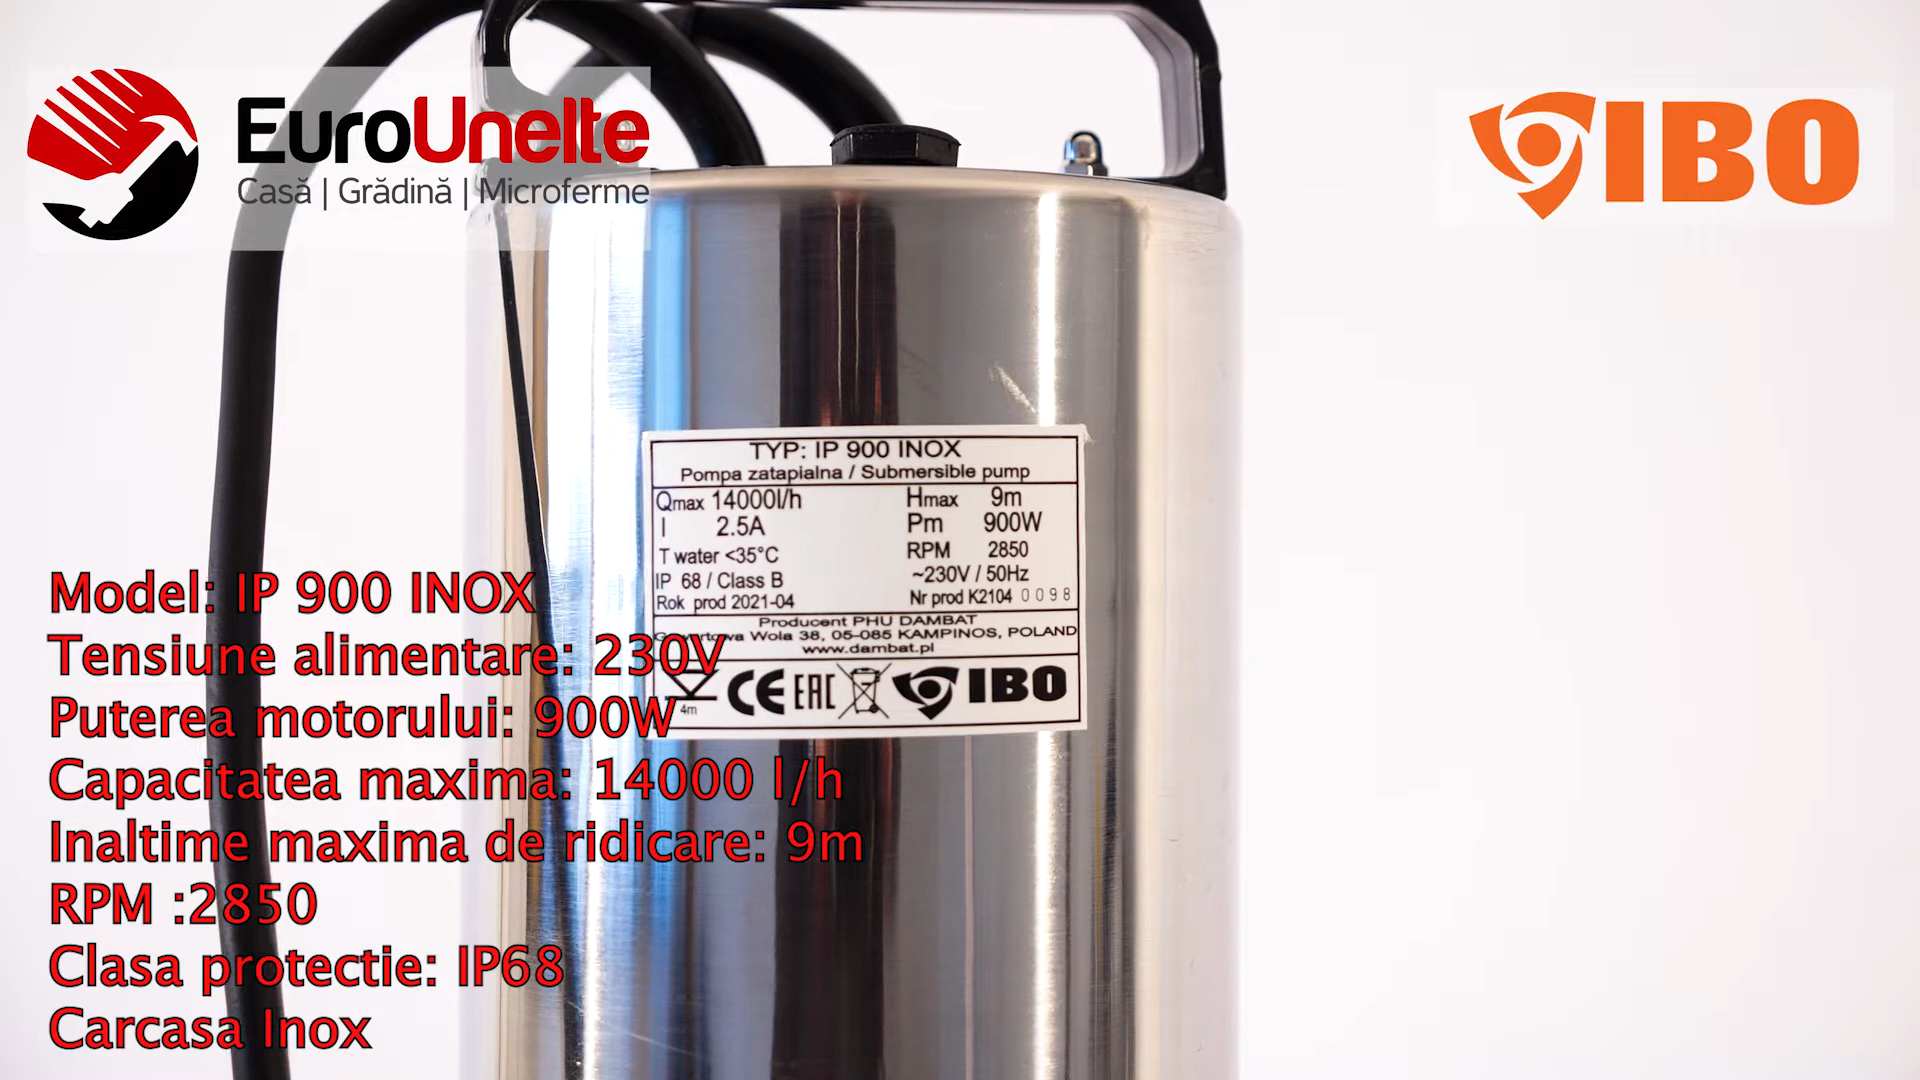 EuroUnelte
Casă | Grădină | Microferme
IBO
TYP: IP 900 INOX
Pompa zatapialna / Submersible pump
Qmax 14000l/h Hmax 9m
I 2.5A Pm 900W
T water <35°C RPM 2850
IP 68 / Class B ~230V / 50Hz
Rok prod 2021-04 Nr prod K2104 0098
Producent PHU DAMBAT
Wola 38, 05-085 KAMPINOS, POLAND
www.dambat.pl
4m CE EAC IBO
Model: IP 900 INOX
Tensiune alimentare: 230V
Puterea motorului: 900W
Capacitatea maxima: 14000 l/h
Inaltime maxima de ridicare: 9m
RPM :2850
Clasa protectie: IP68
Carcasa Inox